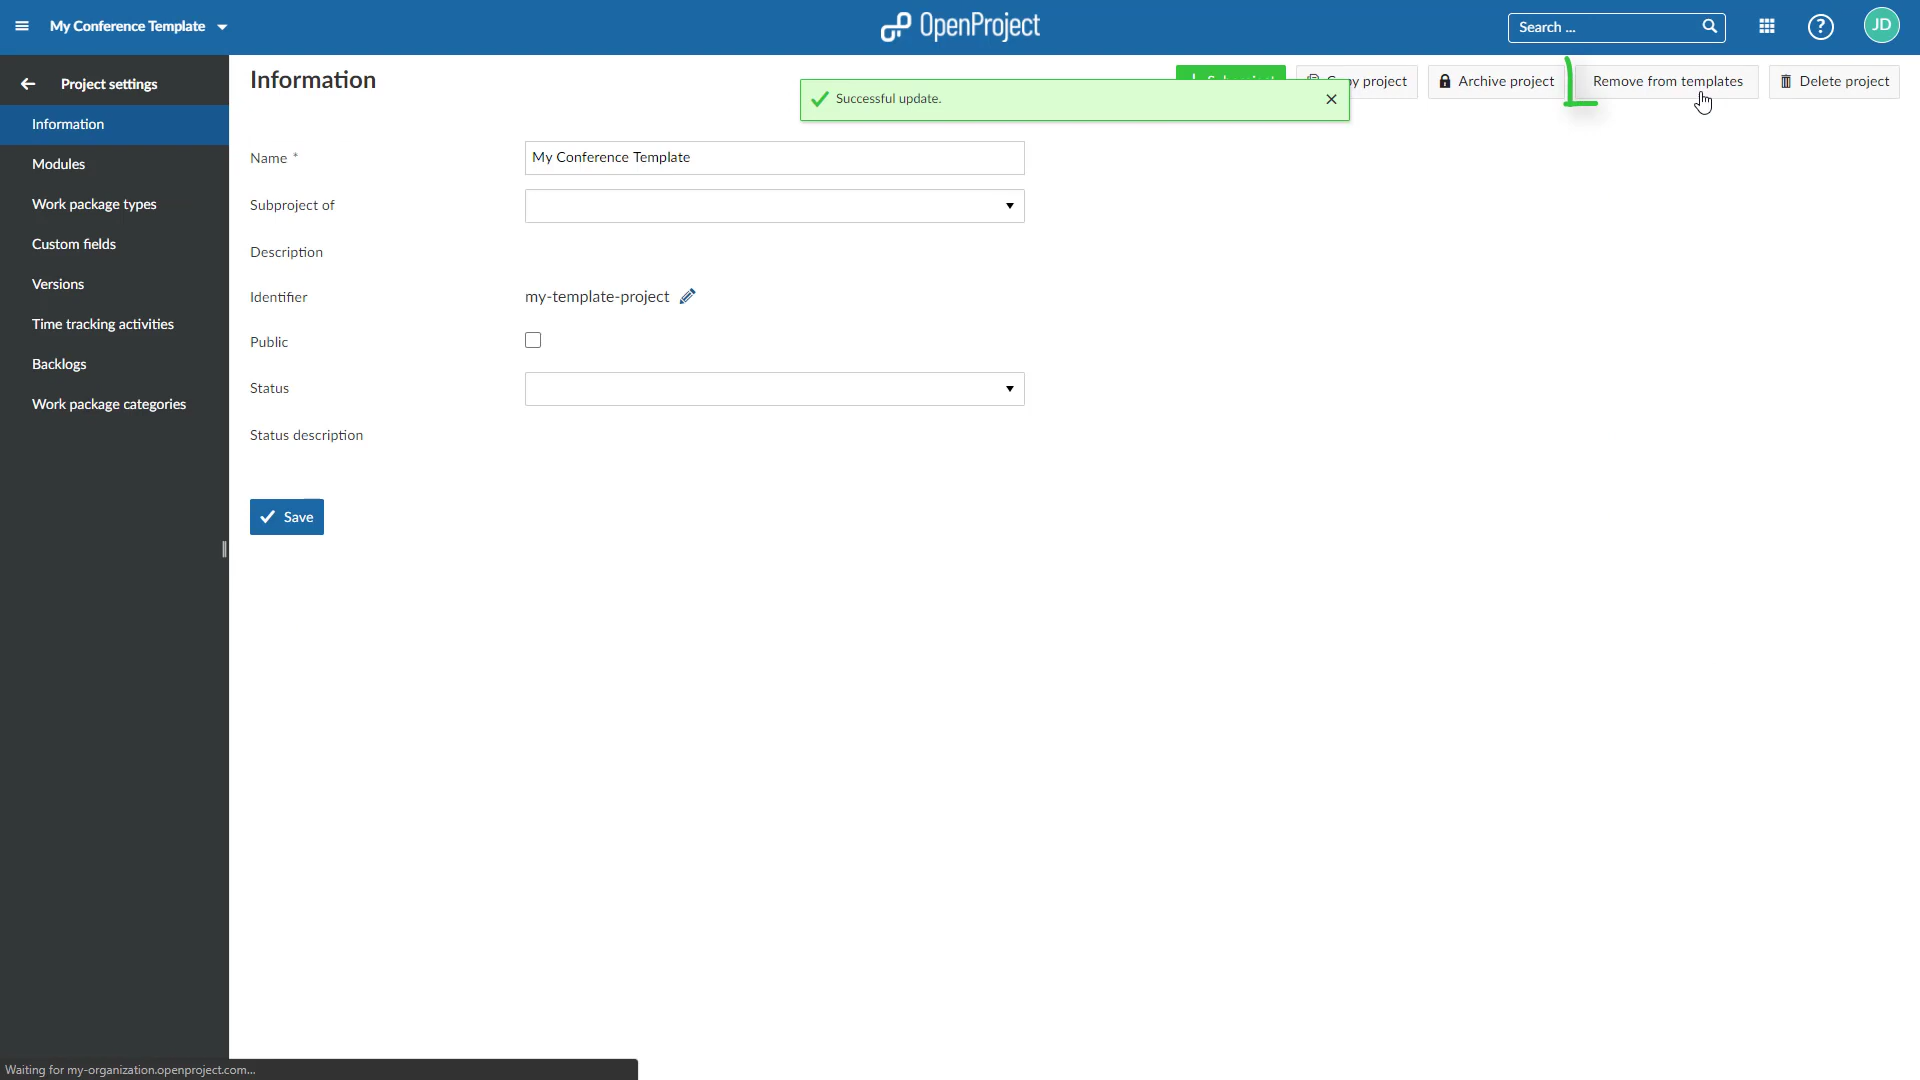 My Conference Template
OpenProject
Search ...
?
JD
Project settings
Information
Modules
Work package types
Custom fields
Versions
Time tracking activities
Backlogs
Work package categories
Information
Successful update.
project
Archive project
Remove from templates
Delete project
Name *
My Conference Template
Subproject of
Description
Identifier
my-template-project
Public
Status
Status description
Save
Waiting for my-organization.openproject.com...